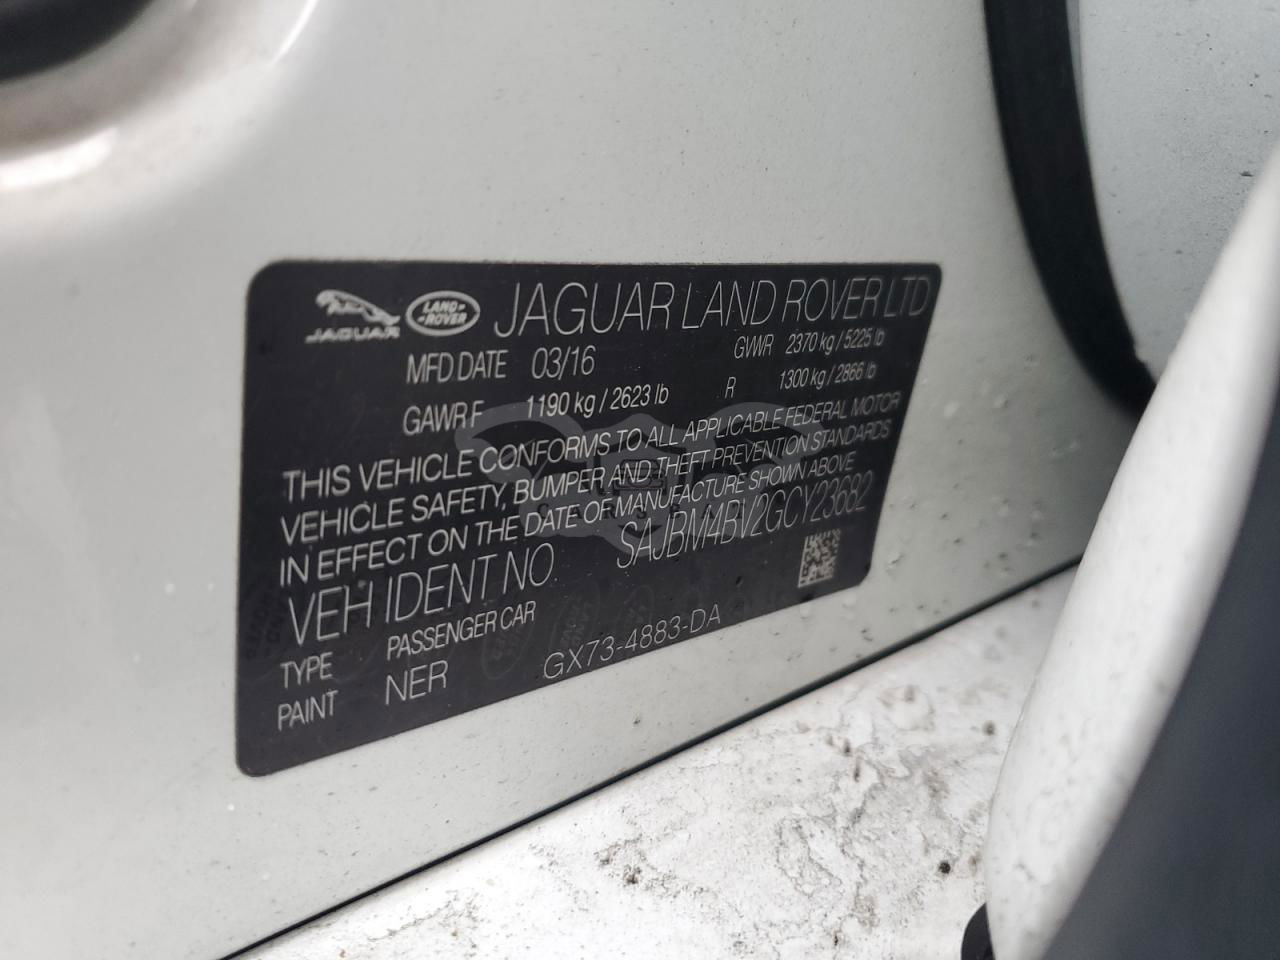 JAGUAR LAND-ROVER JAGUAR LAND ROVER LTD
MFD.DATE 03/16 GVWR 2370 kg / 5225 lb
GAWR F 1190 kg / 2623 lb R 1300 kg / 2866 lb
THIS VEHICLE CONFORMS TO ALL APPLICABLE FEDERAL MOTOR
VEHICLE SAFETY, BUMPER AND THEFT PREVENTION STANDARDS
IN EFFECT ON THE DATE OF MANUFACTURE SHOWN ABOVE
VEH IDENT NO. SAJBM4BV2GCY23682
TYPE PASSENGER CAR
PAINT NER GX73-4883-DA